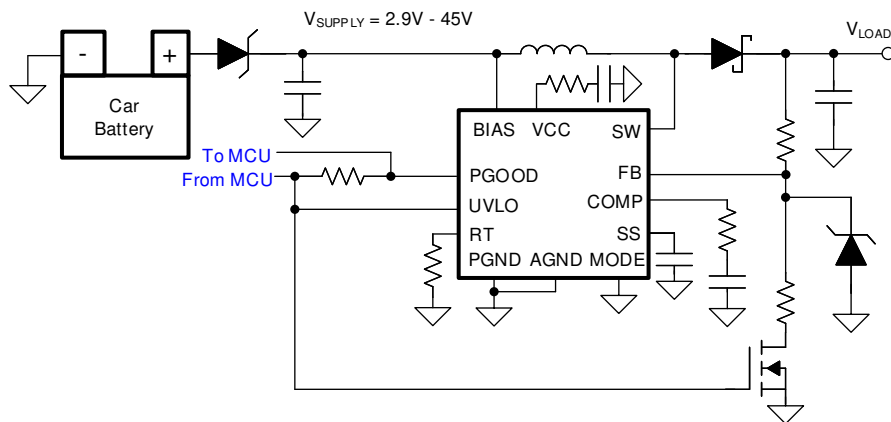 V_SUPPLY = 2.9V - 45V
V_LOAD
-
+
Car
Battery
BIAS
VCC
SW
To MCU
From MCU
PGOOD
FB
UVLO
COMP
RT
SS
PGND
AGND
MODE